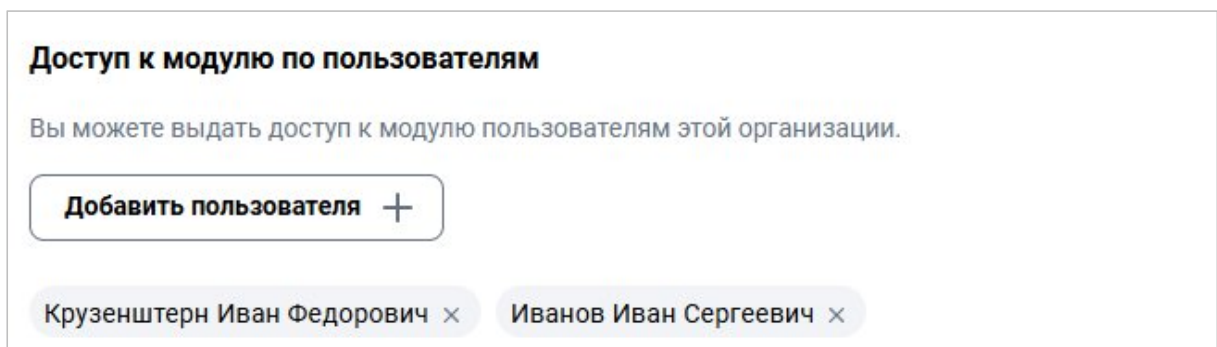 Доступ к модулю по пользователям
Вы можете выдать доступ к модулю пользователям этой организации.
Добавить пользователя +
Крузенштерн Иван Федорович × Иванов Иван Сергеевич ×